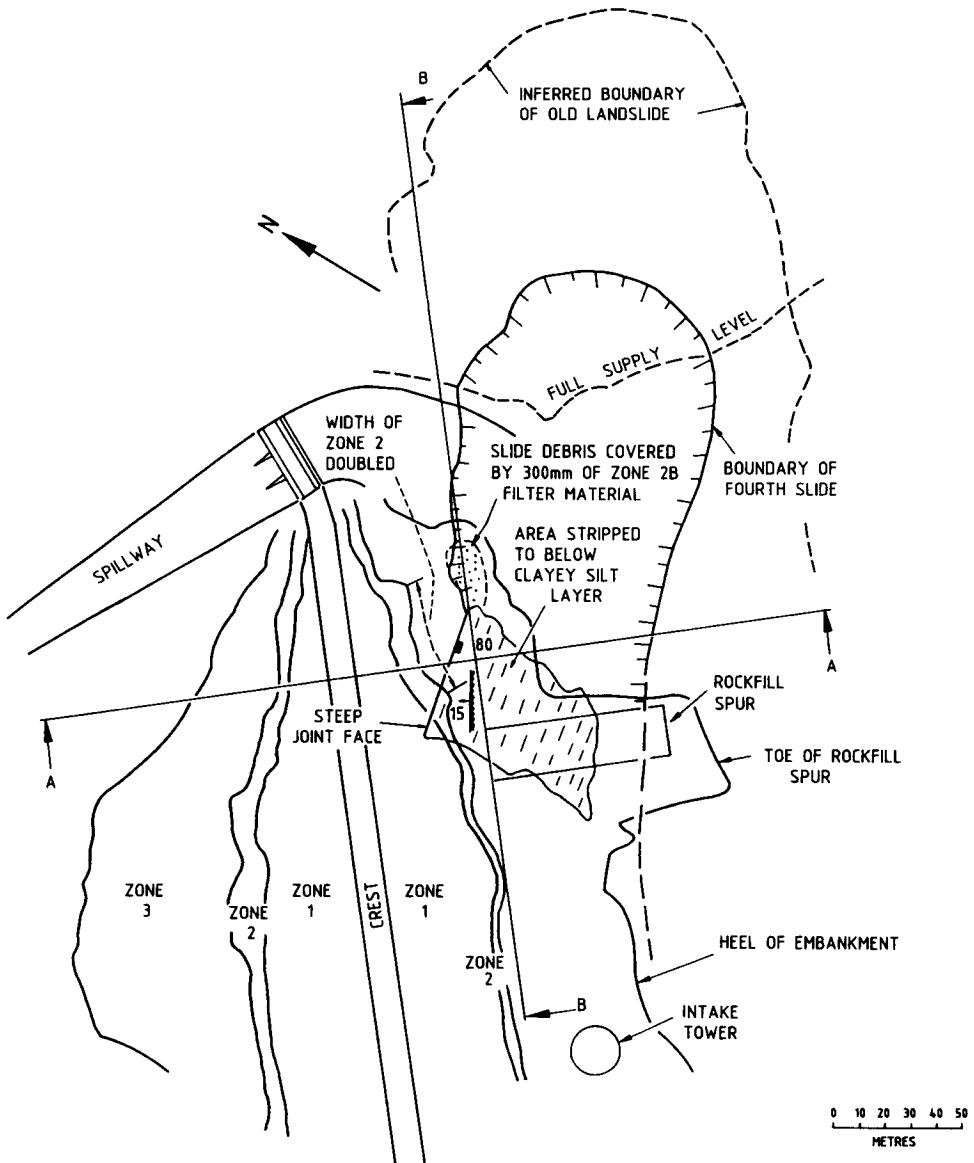 B
INFERRED BOUNDARY
OF OLD LANDSLIDE
N
FULL SUPPLY LEVEL
WIDTH OF
ZONE 2
DOUBLED
SLIDE DEBRIS COVERED
BY 300mm OF ZONE 2B
FILTER MATERIAL
BOUNDARY OF
FOURTH SLIDE
AREA STRIPPED
TO BELOW
CLAYEY SILT
LAYER
SPILLWAY
80
A
15
STEEP
JOINT FACE
ROCKFILL
SPUR
A
TOE OF ROCKFILL
SPUR
ZONE
3
ZONE
2
ZONE
1
CREST
ZONE
1
ZONE
2
HEEL OF EMBANKMENT
B
INTAKE
TOWER
0 10 20 30 40 50
METRES